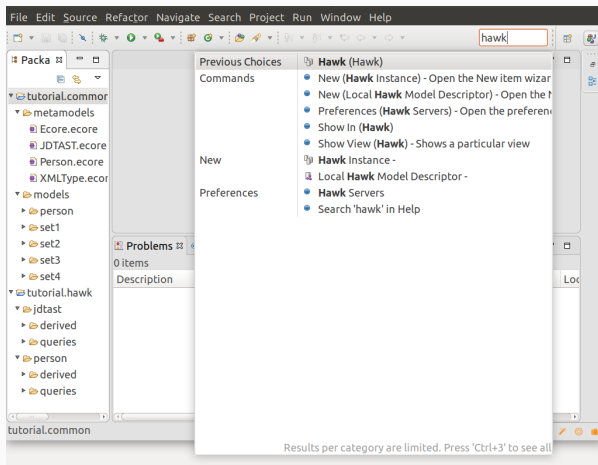 File Edit Source Refactor Navigate Search Project Run Window Help
hawk
Packa
Previous Choices Hawk (Hawk)
Commands New (Hawk Instance) - Open the New item wizar
New (Local Hawk Model Descriptor) - Open the N
Preferences (Hawk Servers) - Open the preferen
Show In (Hawk)
Show View (Hawk) - Shows a particular view
New Hawk Instance -
Local Hawk Model Descriptor -
Preferences Hawk Servers
Search 'hawk' in Help
tutorial.common
metamodels
Ecore.ecore
JDTAST.ecore
Person.ecore
XMLType.ecor
models
person
set1
set2
set3
set4
tutorial.hawk
jdtast
derived
queries
person
derived
queries
Problems
0 items
Description Loc
tutorial.common
Results per category are limited. Press 'Ctrl+3' to see all